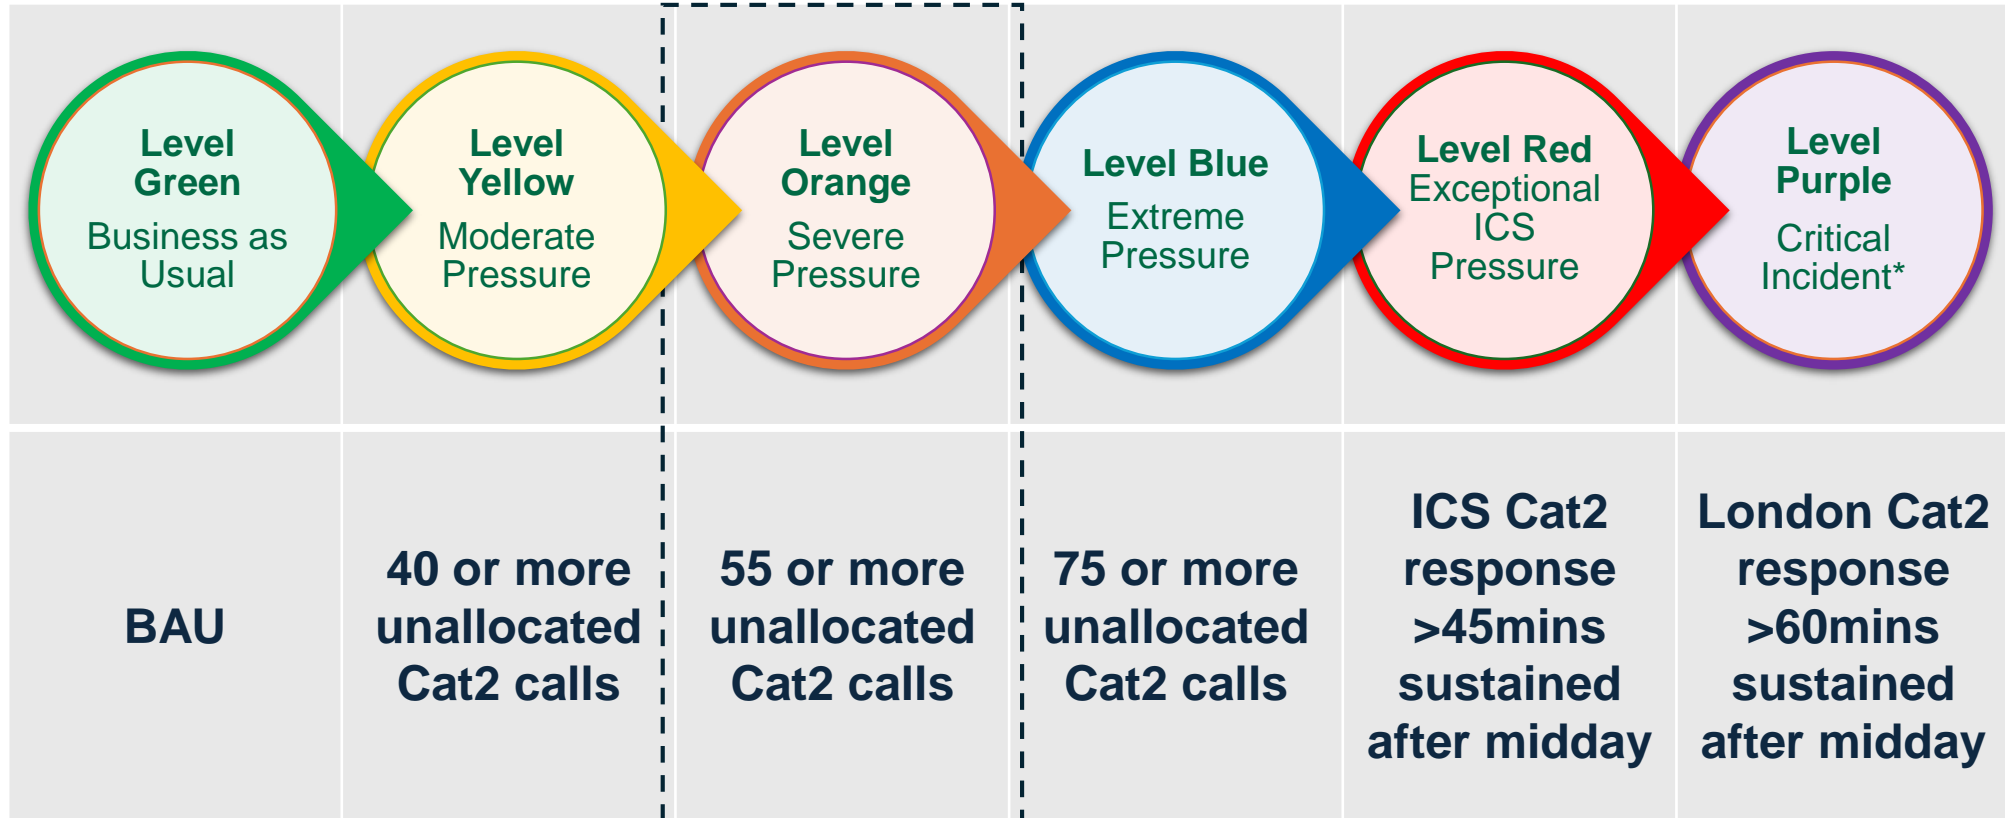 Level
Green
Business as
Usual
Level
Yellow
Moderate
Pressure
Level
Orange
Severe
Pressure
Level Blue
Extreme
Pressure
Level Red
Exceptional
ICS
Pressure
Level
Purple
Critical
Incident*
BAU
40 or more
unallocated
Cat2 calls
55 or more
unallocated
Cat2 calls
75 or more
unallocated
Cat2 calls
ICS Cat2
response
>45mins
sustained
after midday
London Cat2
response
>60mins
sustained
after midday